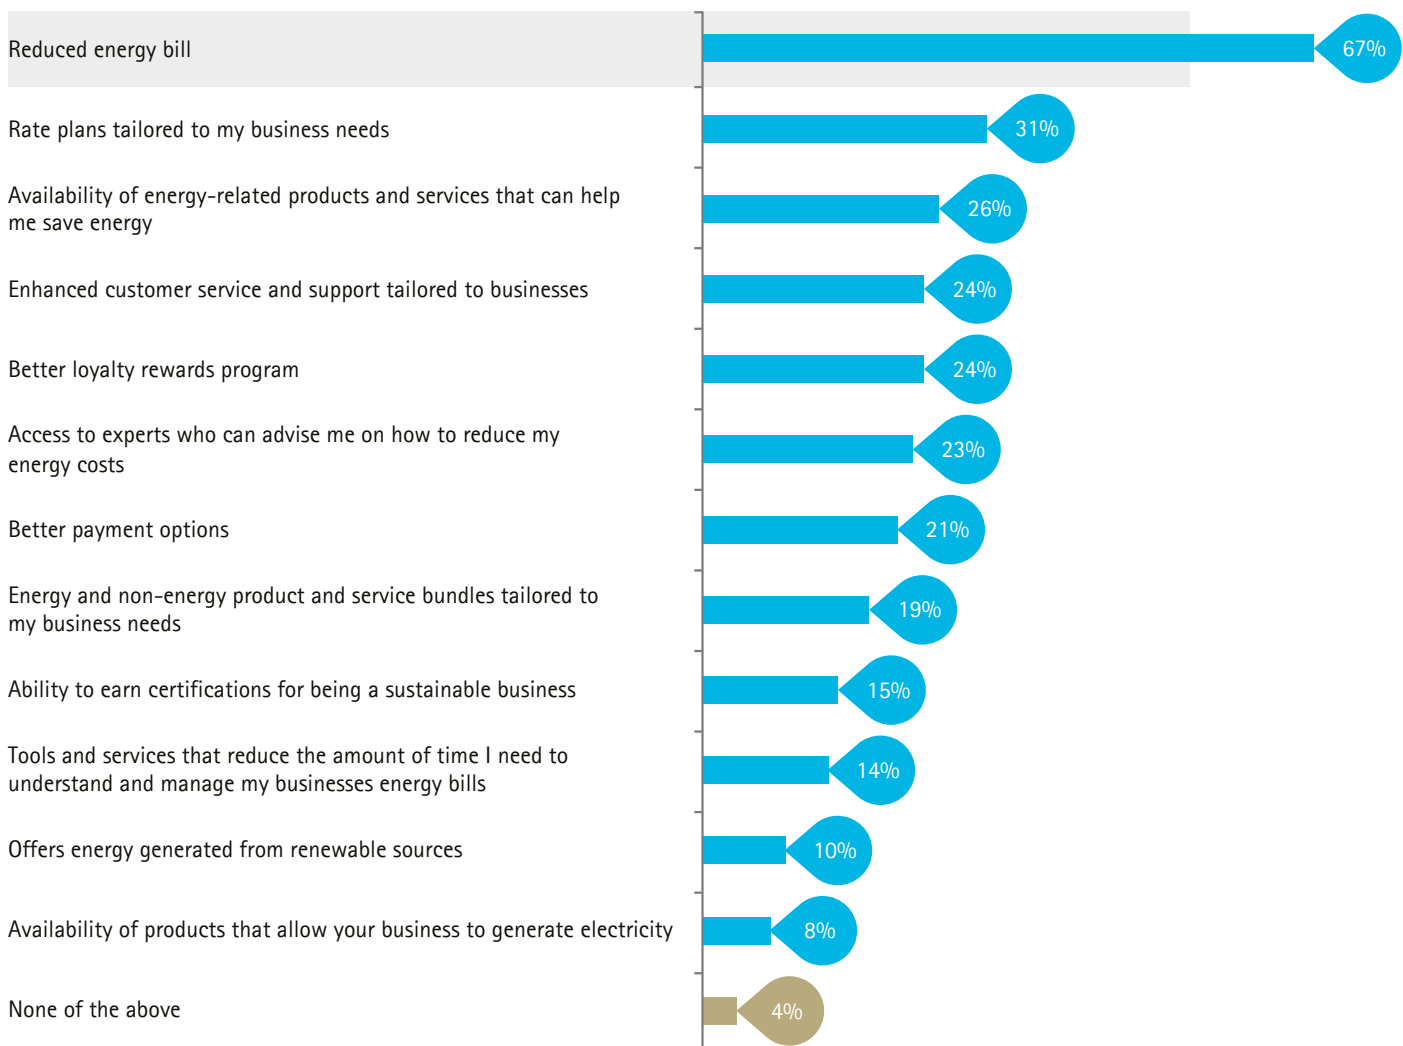 Reduced energy bill
67%
Rate plans tailored to my business needs
31%
Availability of energy-related products and services that can help
me save energy
26%
Enhanced customer service and support tailored to businesses
24%
Better loyalty rewards program
24%
Access to experts who can advise me on how to reduce my
energy costs
23%
Better payment options
21%
Energy and non-energy product and service bundles tailored to
my business needs
19%
Ability to earn certifications for being a sustainable business
15%
Tools and services that reduce the amount of time I need to
understand and manage my businesses energy bills
14%
Offers energy generated from renewable sources
10%
Availability of products that allow your business to generate electricity
8%
None of the above
4%